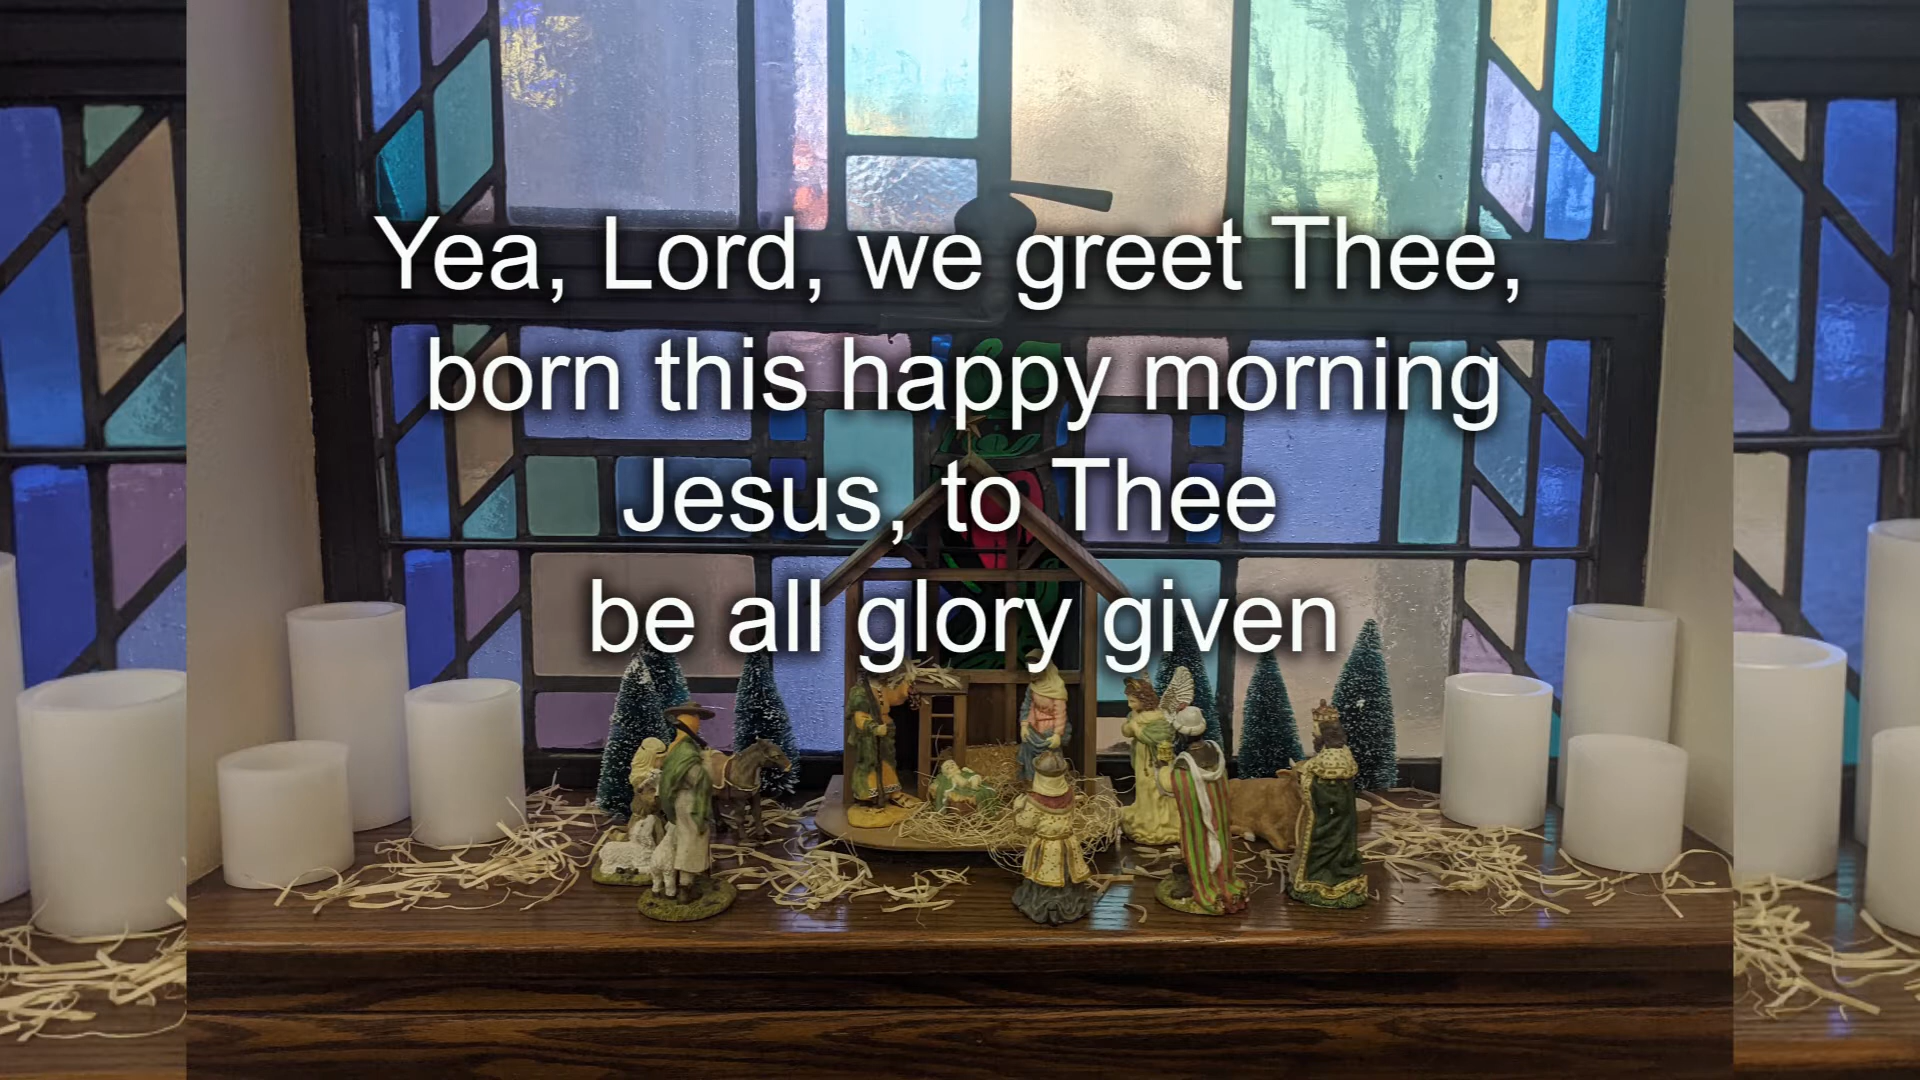 Yea, Lord, we greet Thee,
born this happy morning
Jesus, to Thee
be all glory given